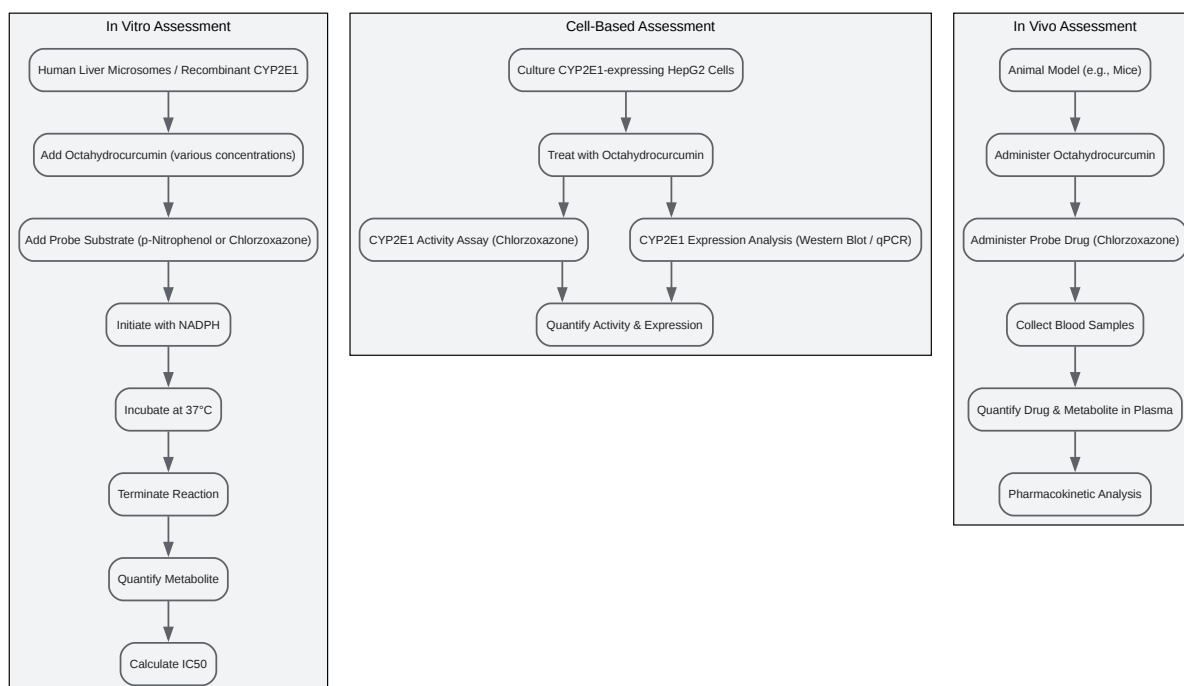 In Vitro Assessment
Human Liver Microsomes / Recombinant CYP2E1
Add Octahydrocurcumin (various concentrations)
Add Probe Substrate (p-Nitrophenol or Chlorzoxazone)
Initiate with NADPH
Incubate at 37°C
Terminate Reaction
Quantify Metabolite
Calculate IC50
Cell-Based Assessment
Culture CYP2E1-expressing HepG2 Cells
Treat with Octahydrocurcumin
CYP2E1 Activity Assay (Chlorzoxazone)
CYP2E1 Expression Analysis (Western Blot / qPCR)
Quantify Activity & Expression
In Vivo Assessment
Animal Model (e.g., Mice)
Administer Octahydrocurcumin
Administer Probe Drug (Chlorzoxazone)
Collect Blood Samples
Quantify Drug & Metabolite in Plasma
Pharmacokinetic Analysis